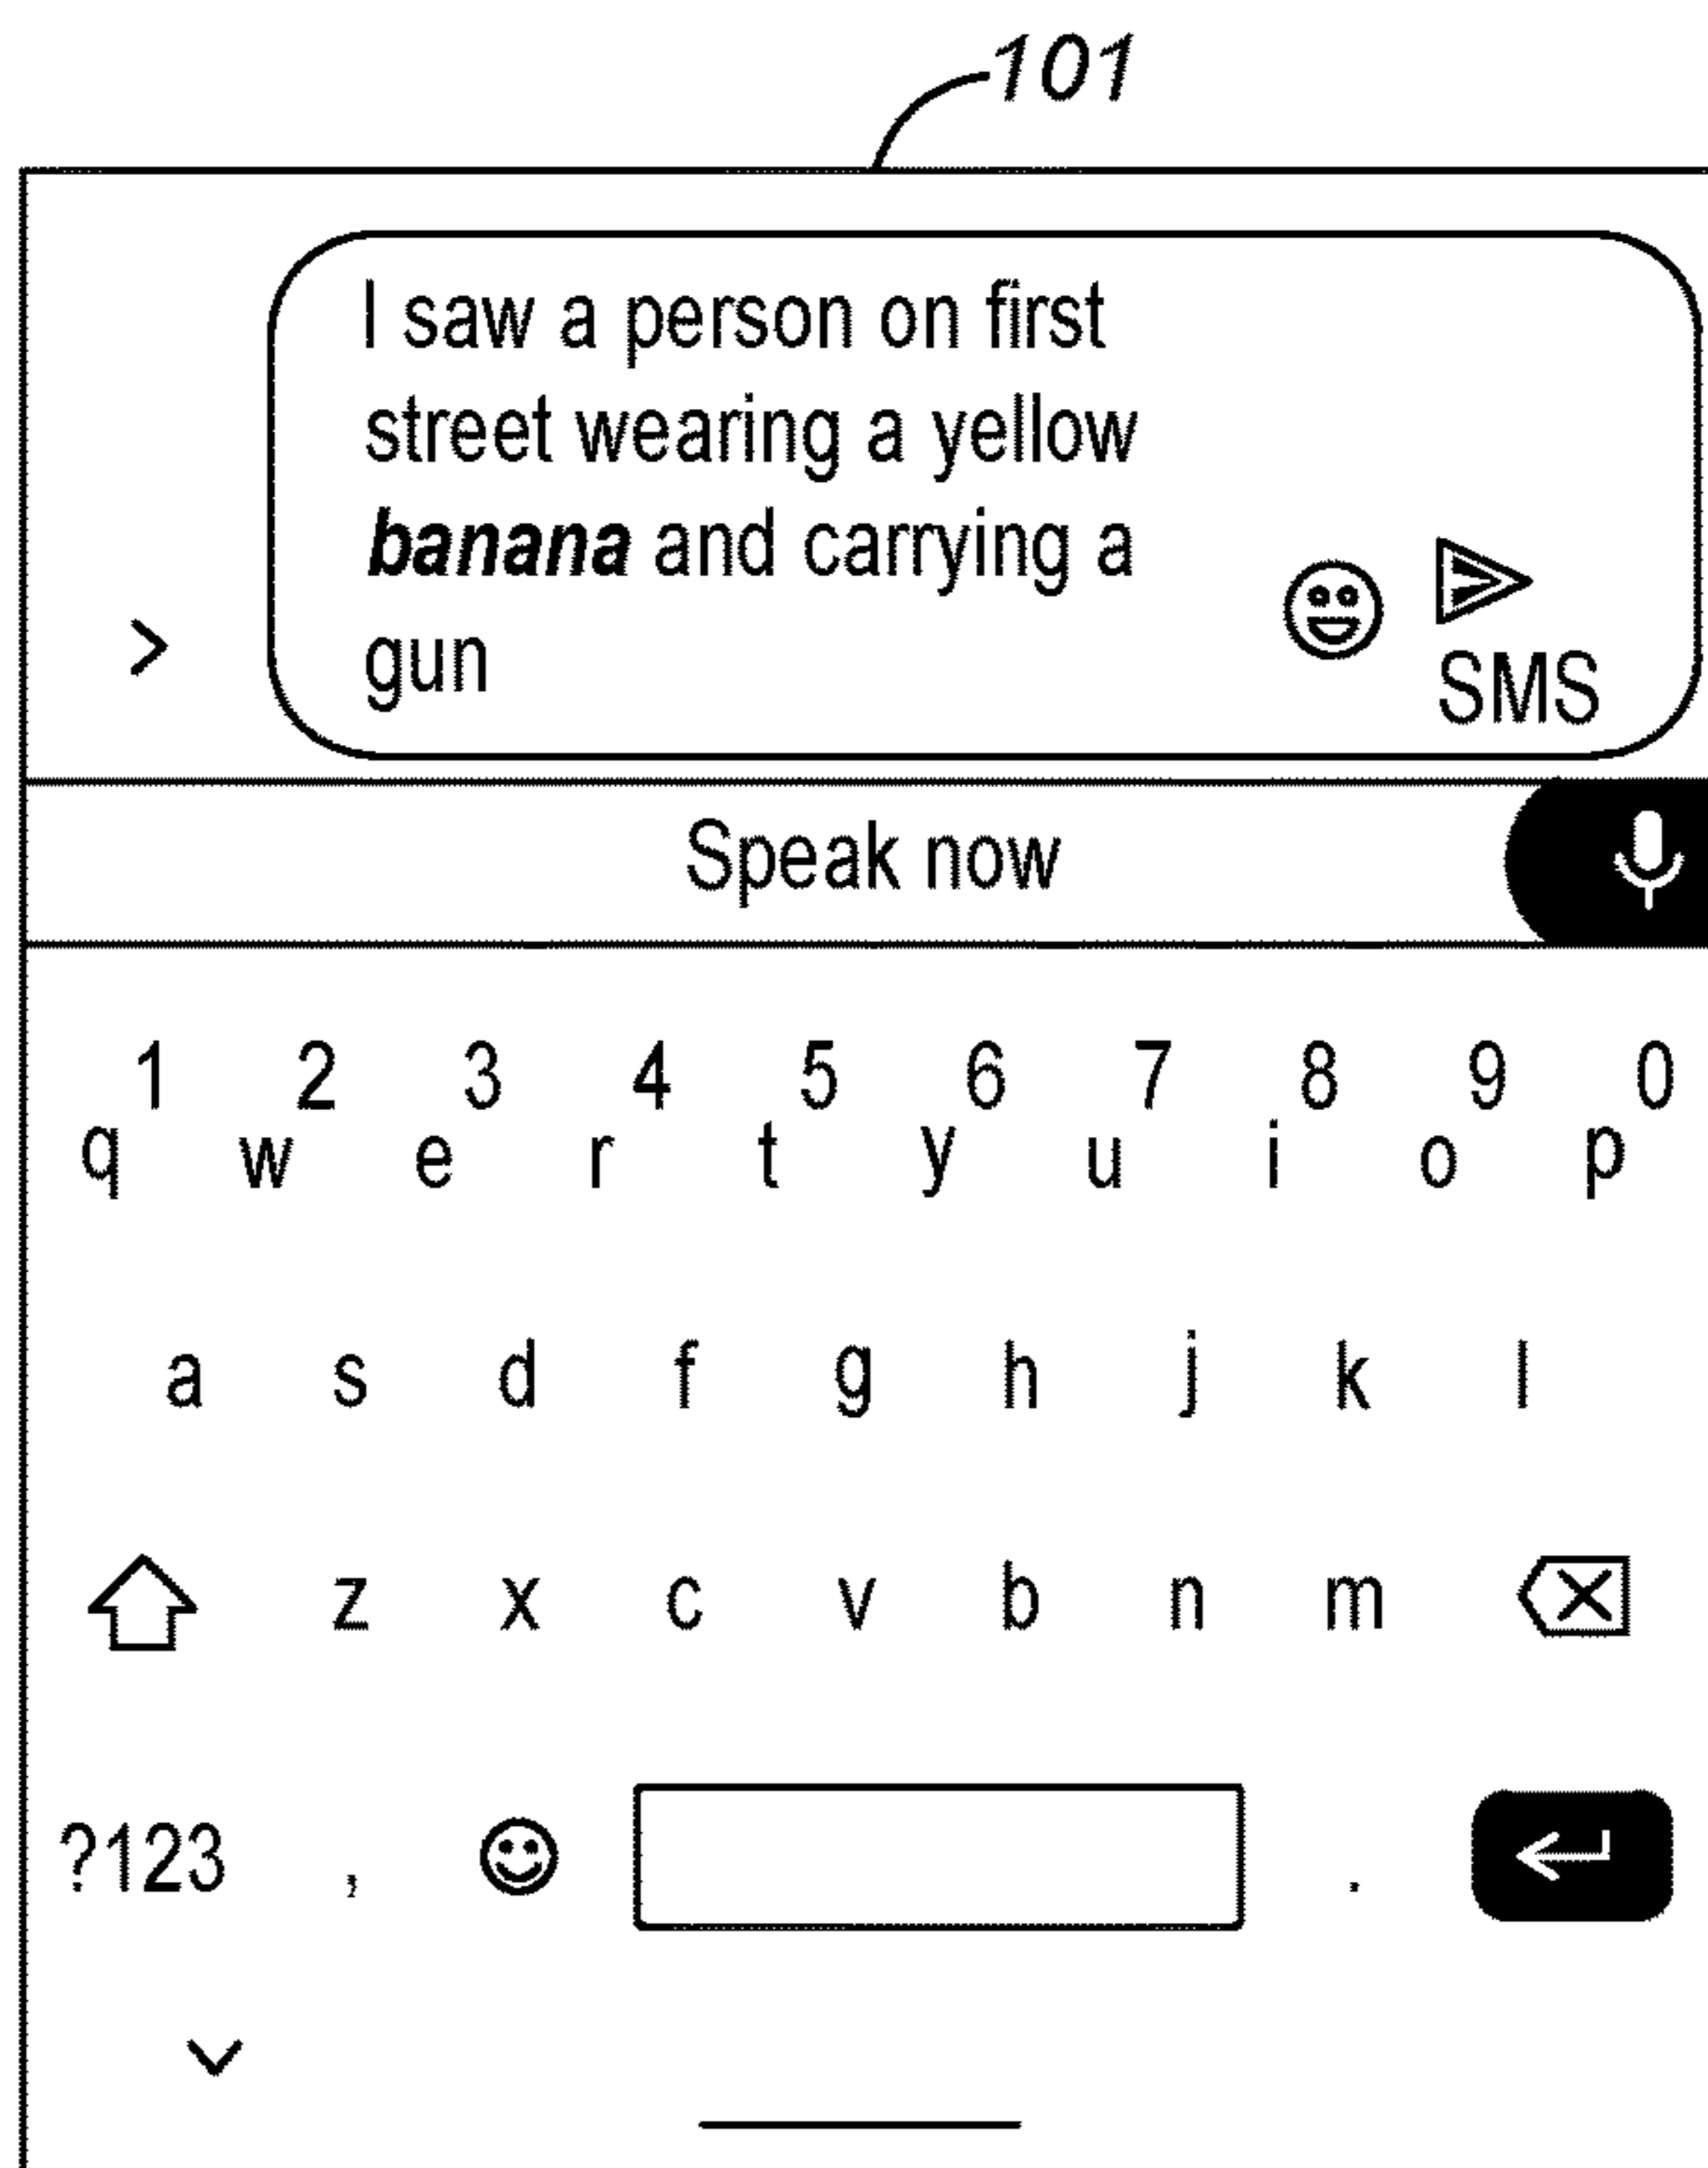 101
I saw a person on first
street wearing a yellow
banana and carrying a
gun
SMS
Speak now
1 2 3 4 5 6 7 8 9 0
q w e r t y u i o p
a s d f g h j k l
z x c v b n m
?123 , .